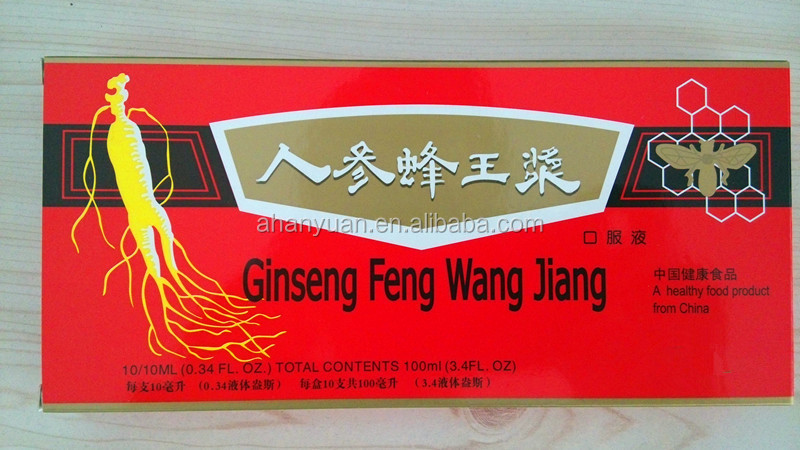 人参蜂王漿
ahanyuan.en.alibaba.com
口服液
Ginseng Feng Wang Jiang
中国健康食品
A healthy food product
from China
10/10ML (0.34 FL. OZ.) TOTAL CONTENTS 100ml (3.4FL. OZ)
每支10毫升 (0.34液体盎斯) 每盒10支共100毫升 (3.4液体盎斯)